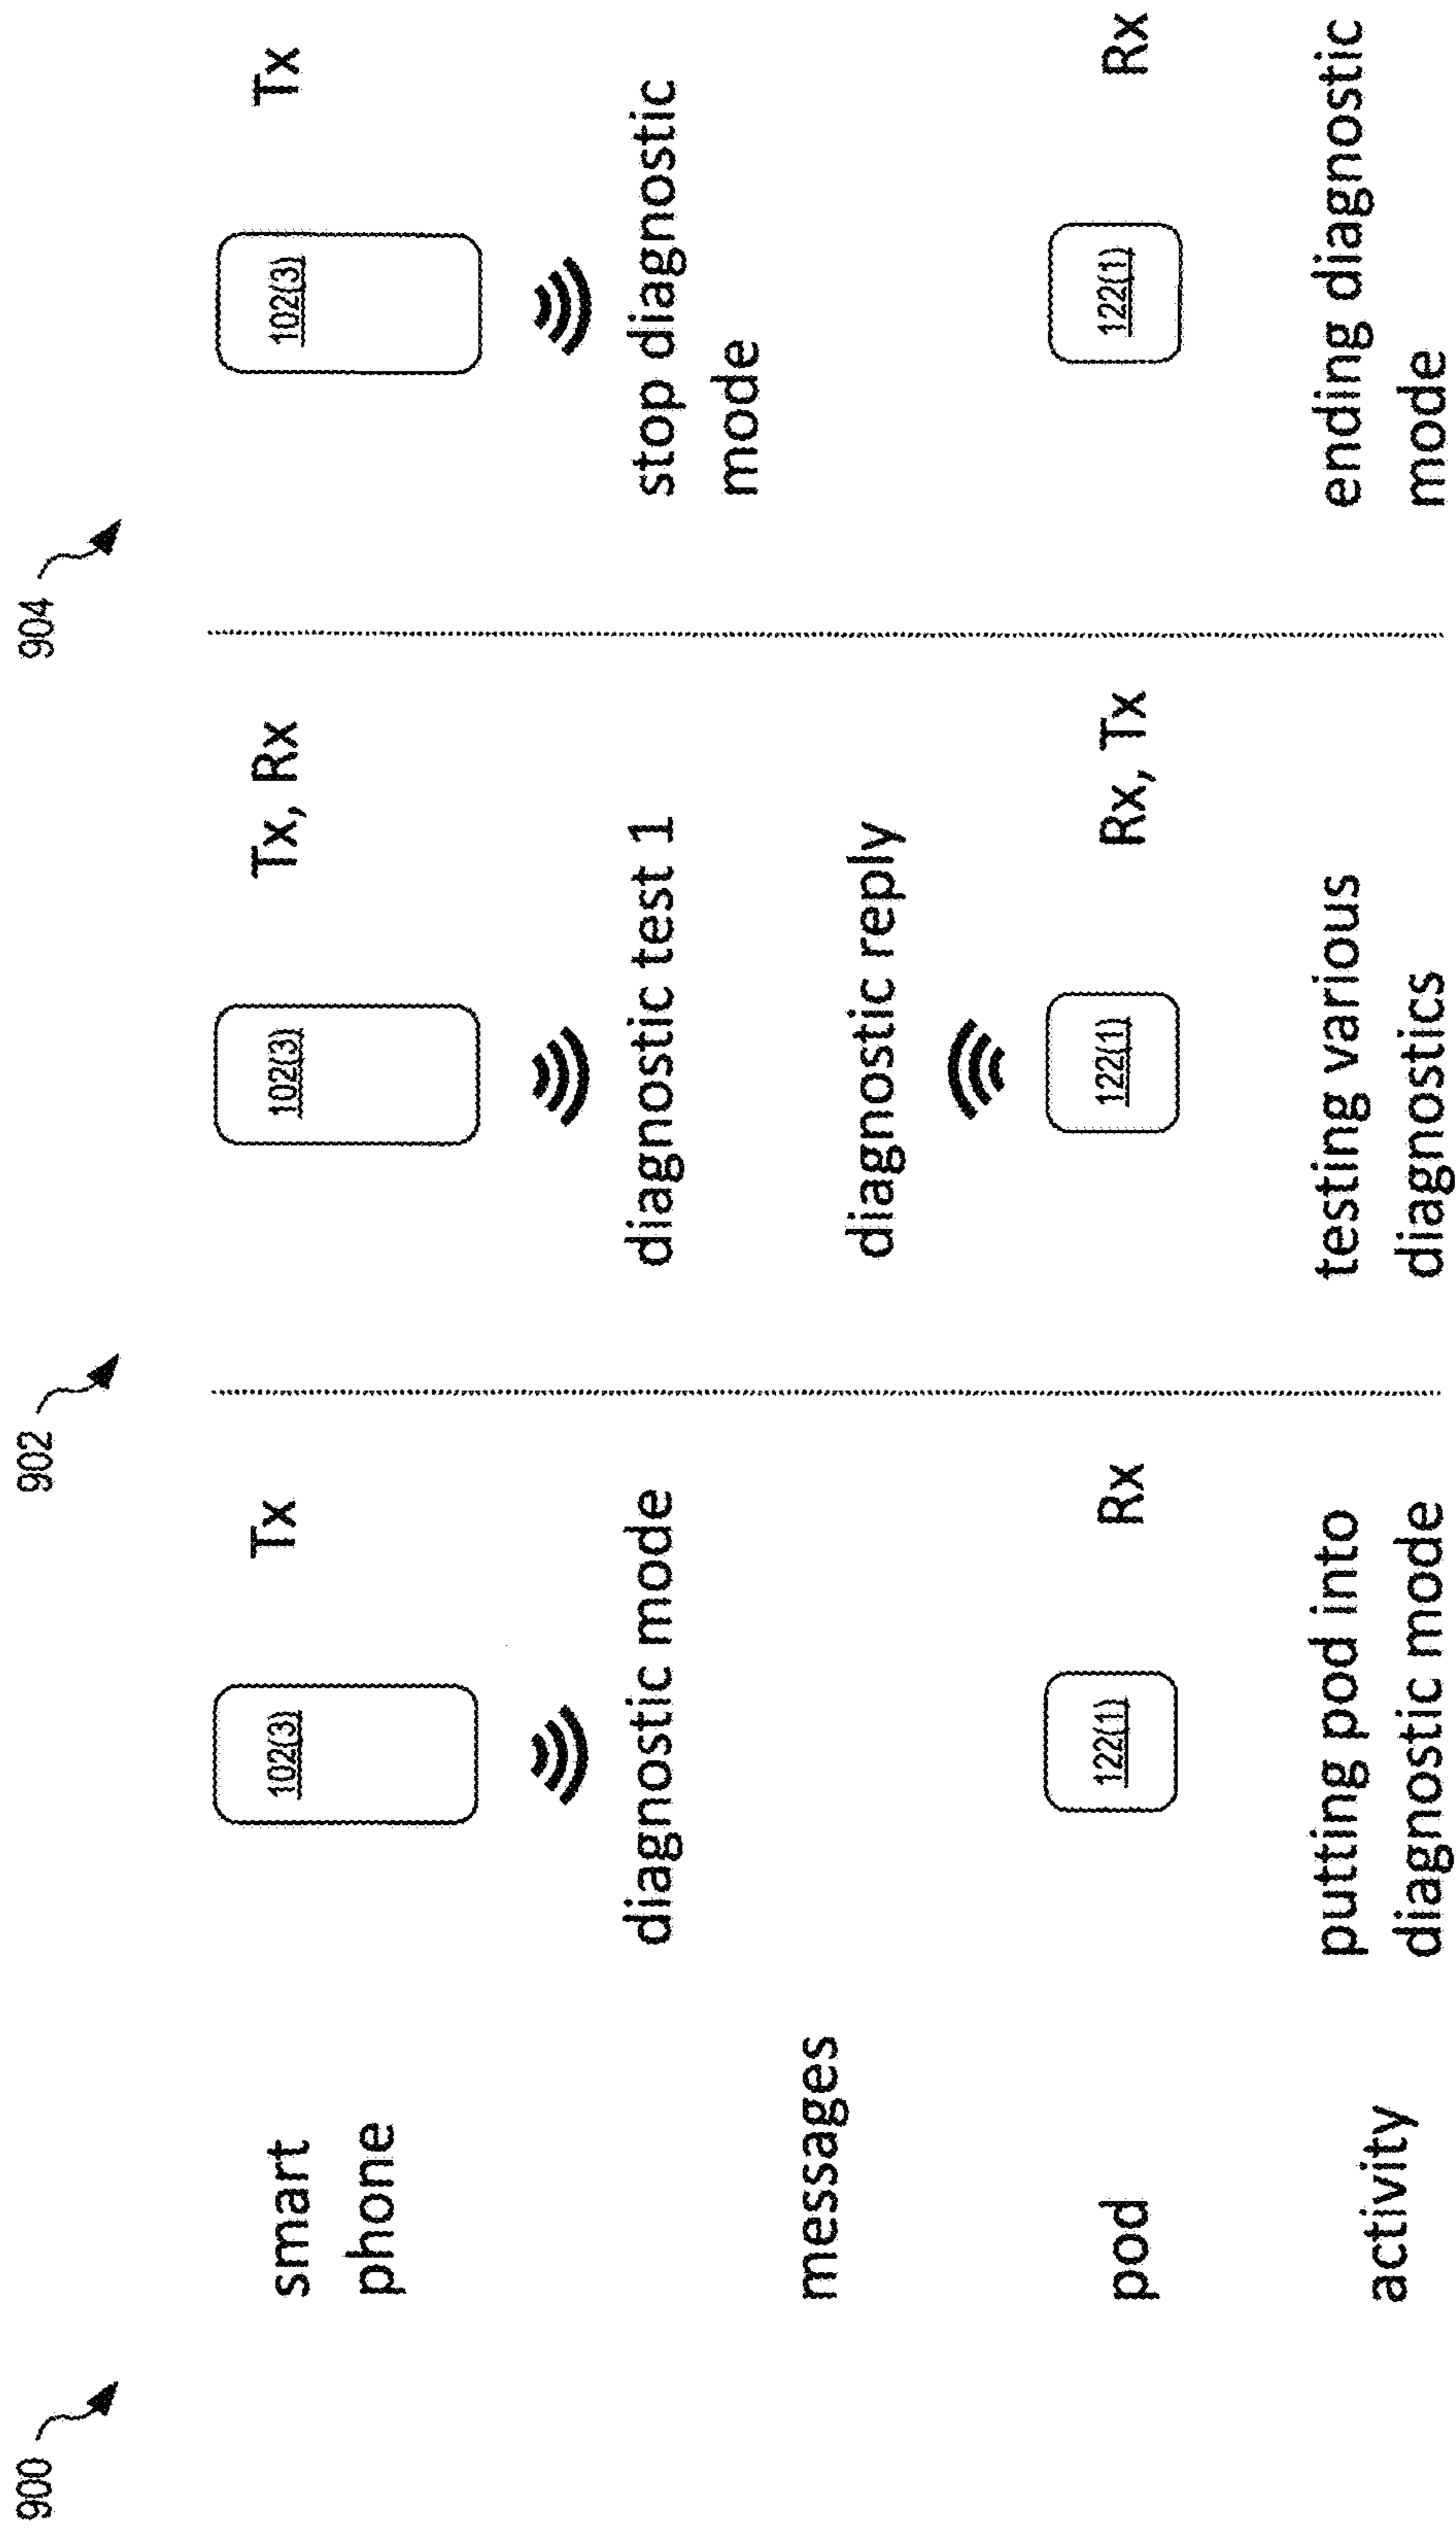 900
902
904
smart
phone
102(3)
Tx
102(3)
Tx, Rx
102(3)
Tx
messages
diagnostic mode
diagnostic test 1
diagnostic reply
stop diagnostic
mode
pod
122(1)
Rx
122(1)
Rx, Tx
122(1)
Rx
activity
putting pod into
diagnostic mode
testing various
diagnostics
ending diagnostic
mode